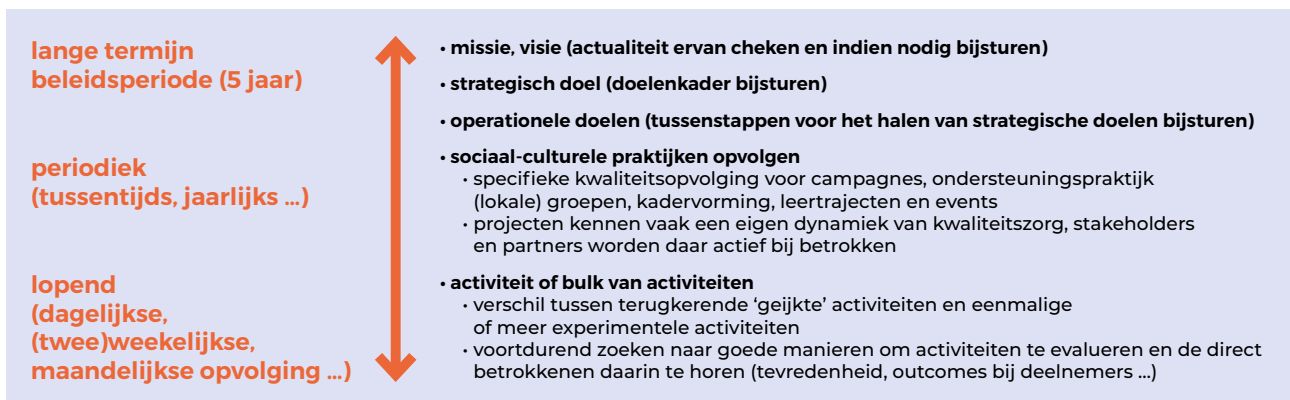 lange termijn
beleidsperiode (5 jaar)
• missie, visie (actualiteit ervan cheken en indien nodig bijsturen)
• strategisch doel (doelenkader bijsturen)
• operationele doelen (tussenstappen voor het halen van strategische doelen bijsturen)
periodiek
(tussentijds, jaarlijks ...)
• sociaal-culturele praktijken opvolgen
• specifieke kwaliteitsopvolging voor campagnes, ondersteuningspraktijk
(lokale) groepen, kadervorming, leertrajecten en events
• projecten kennen vaak een eigen dynamiek van kwaliteitszorg, stakeholders
en partners worden daar actief bij betrokken
lopend
(dagelijkse,
(twee)weekelijkse,
maandelijkse opvolging ...)
• activiteit of bulk van activiteiten
• verschil tussen terugkerende ‘geijkte’ activiteiten en eenmalige
of meer experimentele activiteiten
• voortdurend zoeken naar goede manieren om activiteiten te evalueren en de direct
betrokkenen daarin te horen (tevredenheid, outcomes bij deelnemers ...)